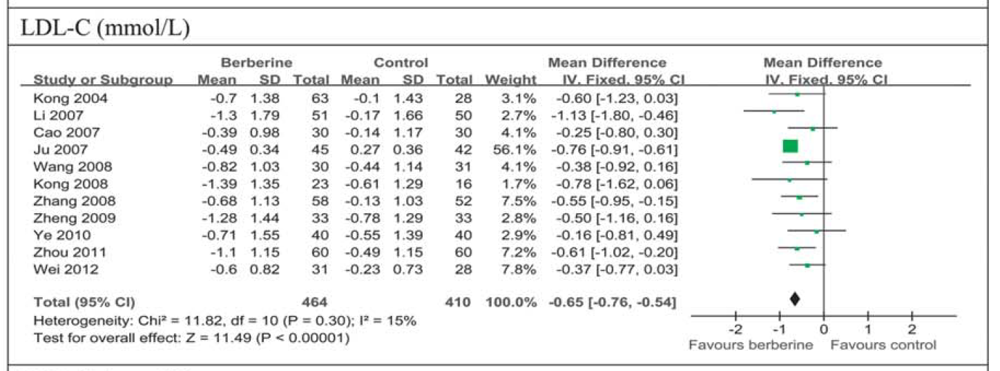 LDL-C (mmol/L)
Berberine Control Mean Difference Mean Difference
Study or Subgroup Mean SD Total Mean SD Total Weight IV, Fixed, 95% CI IV, Fixed, 95% CI
Kong 2004 -0.7 1.38 63 -0.1 1.43 28 3.1% -0.60 [-1.23, 0.03]
Li 2007 -1.3 1.79 51 -0.17 1.66 50 2.7% -1.13 [-1.80, -0.46]
Cao 2007 -0.39 0.98 30 -0.14 1.17 30 4.1% -0.25 [-0.80, 0.30]
Ju 2007 -0.49 0.34 45 0.27 0.36 42 56.1% -0.76 [-0.91, -0.61]
Wang 2008 -0.82 1.03 30 -0.44 1.14 31 4.1% -0.38 [-0.92, 0.16]
Kong 2008 -1.39 1.35 23 -0.61 1.29 16 1.7% -0.78 [-1.62, 0.06]
Zhang 2008 -0.68 1.13 58 -0.13 1.03 52 7.5% -0.55 [-0.95, -0.15]
Zheng 2009 -1.28 1.44 33 -0.78 1.29 33 2.8% -0.50 [-1.16, 0.16]
Ye 2010 -0.71 1.55 40 -0.55 1.39 40 2.9% -0.16 [-0.81, 0.49]
Zhou 2011 -1.1 1.15 60 -0.49 1.15 60 7.2% -0.61 [-1.02, -0.20]
Wei 2012 -0.6 0.82 31 -0.23 0.73 28 7.8% -0.37 [-0.77, 0.03]
Total (95% CI) 464 410 100.0% -0.65 [-0.76, -0.54]
Heterogeneity: Chi² = 11.82, df = 10 (P = 0.30); I² = 15%
Test for overall effect: Z = 11.49 (P < 0.00001)
-2 -1 0 1 2
Favours berberine Favours control